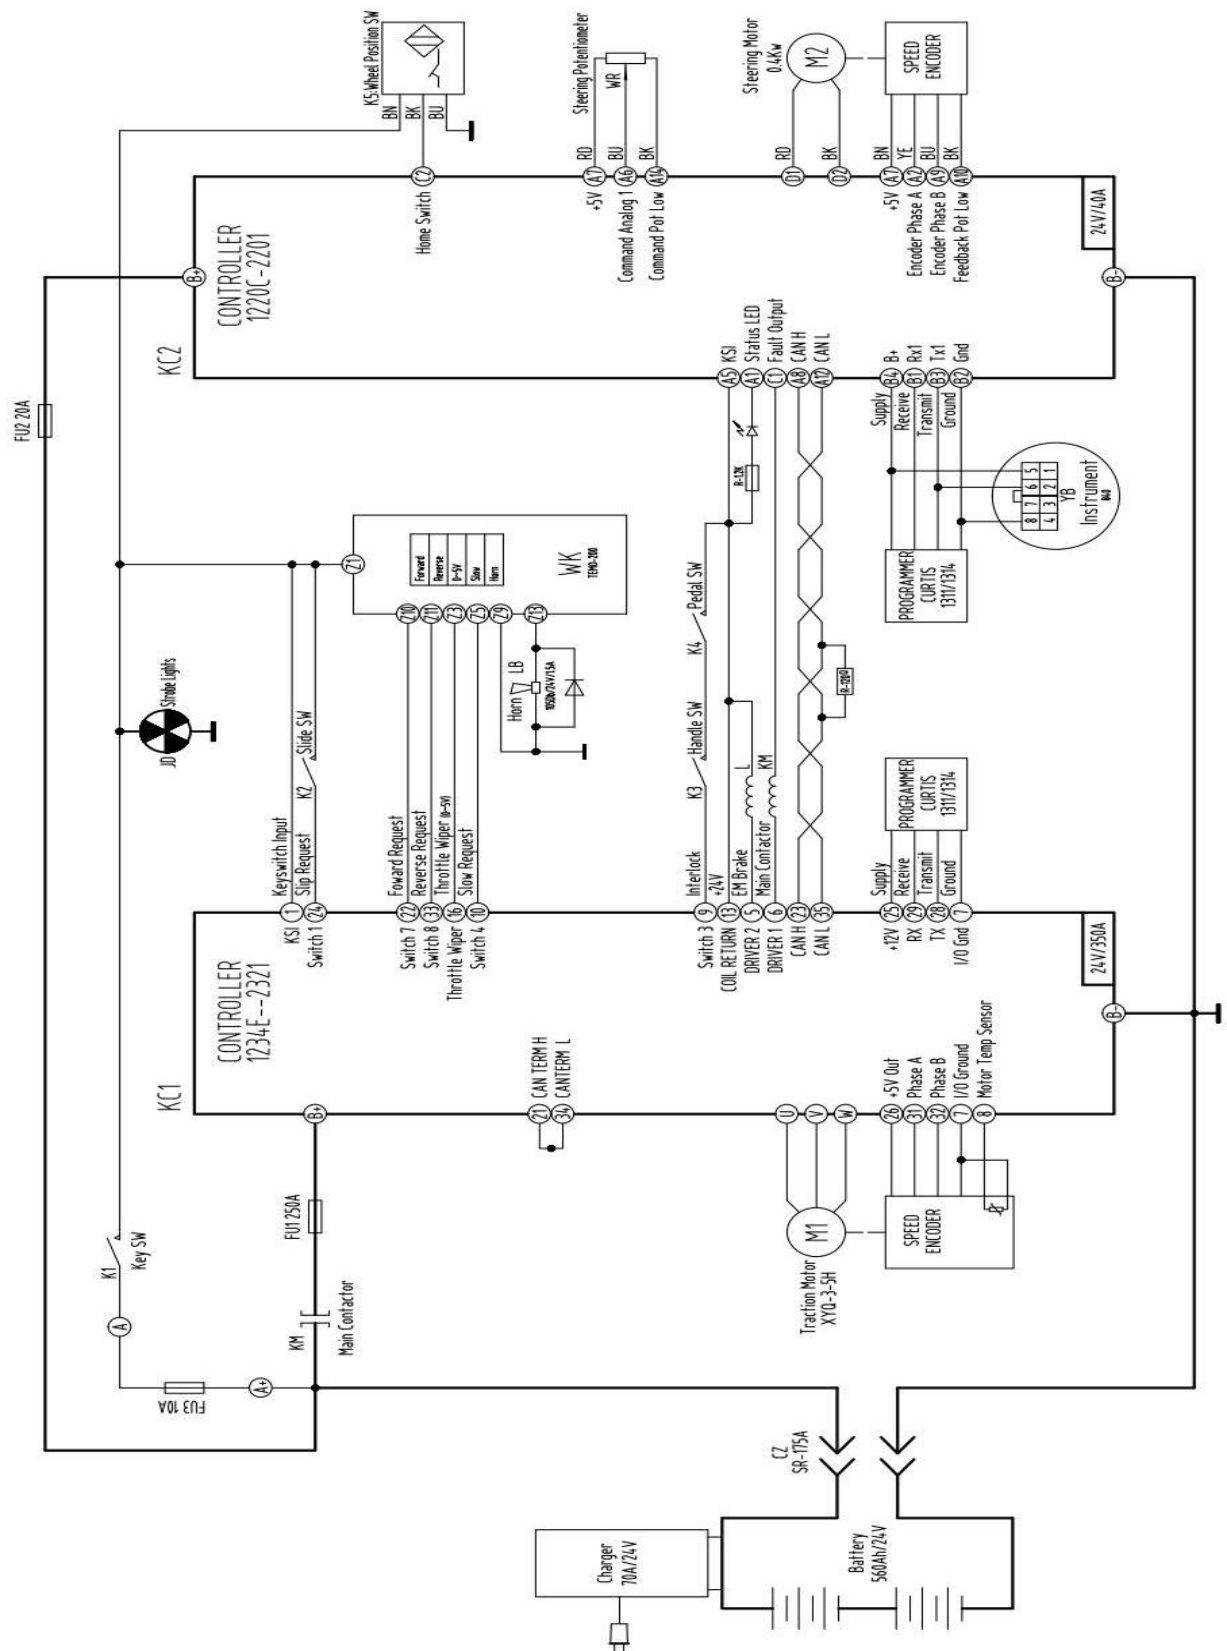 FU2 20A
FU3 10A
A+
A
K1
Key SW
JD
Strobe Lights
KM
Main Contactor
FU1 250A
KC1
CONTROLLER
1234E--2321
24V/350A
B+
B-
KSI
1
Keyswitch Input
Switch 1
24
Slip Request
K2
Slide SW
Switch 7
22
Foward Request
Switch 8
33
Reverse Request
Throttle Wiper
16
Throttle Wiper (0-5V)
Switch 4
10
Slow Request
Z1
Z10
Z11
Z3
Z5
Z9
Z13
Forward
Reverse
0-5V
Slow
Horn
WK
TEMD-200
Horn
LB
1050b/24V/1.5A
Switch 3
9
Interlock
K3
Handle SW
K4
Pedal SW
COIL RETURN
13
+24V
DRIVER 2
5
EM Brake
L
DRIVER 1
6
Main Contactor
KM
CAN H
23
CAN L
35
R-120Ω
R-1.2K
21
CAN TERM H
34
CANTERM L
+12V
25
Supply
RX
29
Receive
TX
28
Transmit
I/O Gnd
7
Ground
PROGRAMMER
CURTIS
1311/1314
U
V
W
M1
Traction Motor
XYQ-3-5H
26
+5V Out
31
Phase A
32
Phase B
7
I/O Ground
8
Motor Temp Sensor
SPEED
ENCODER
KC2
CONTROLLER
1220C-2201
24V/40A
B+
B-
A5
KSI
A1
Status LED
C1
Fault Output
A8
CAN H
A17
CAN L
Supply
B4
B+
Receive
B1
Rx1
Transmit
B3
Tx1
Ground
B2
Gnd
PROGRAMMER
CURTIS
1311/1314
8 7 6 5
4 3 2 1
YB
Instrument
840
K5:Wheel Position SW
BN
BK
BU
Home Switch
C2
Steering Potentiometer
WR
+5V
A7
RD
Command Analog 1
A6
BU
Command Pot Low
A14
BK
Steering Motor
0.4Kw
M2
D1
RD
D2
BK
+5V
A7
BN
Encoder Phase A
A2
YE
Encoder Phase B
A9
BU
Feedback Pot Low
A10
BK
SPEED
ENCODER
Charger
70A/24V
CZ
SR-175A
Battery
560Ah/24V